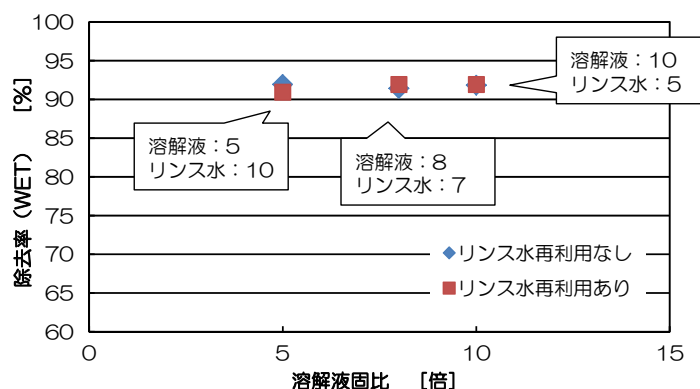 除去率（WET） [%]
100
95
90
85
80
75
70
65
60
溶解液：10
リンス水：5
溶解液：5
リンス水：10
溶解液：8
リンス水：7
リンス水再利用なし
リンス水再利用あり
0
5
10
15
溶解液固比 [倍]